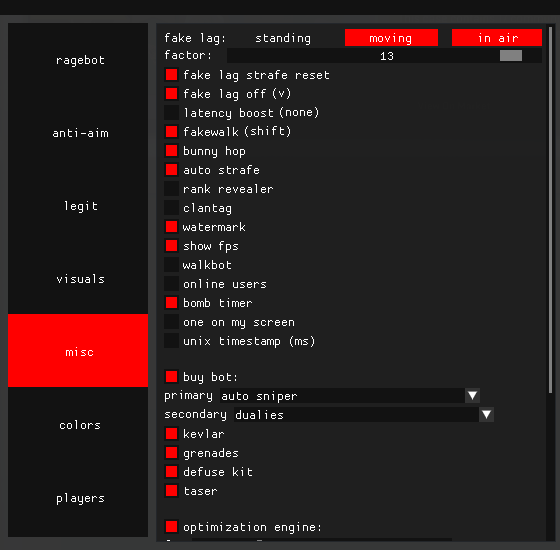 ragebot
anti-aim
legit
visuals
misc
colors
players
fake lag: standing moving in air
factor: 13
fake lag strafe reset
fake lag off (v)
latency boost (none)
fakewalk (shift)
bunny hop
auto strafe
rank revealer
clantag
watermark
show fps
walkbot
online users
bomb timer
one on my screen
unix timestamp (ms)
buy bot:
primary auto sniper
secondary dualies
kevlar
grenades
defuse kit
taser
optimization engine: